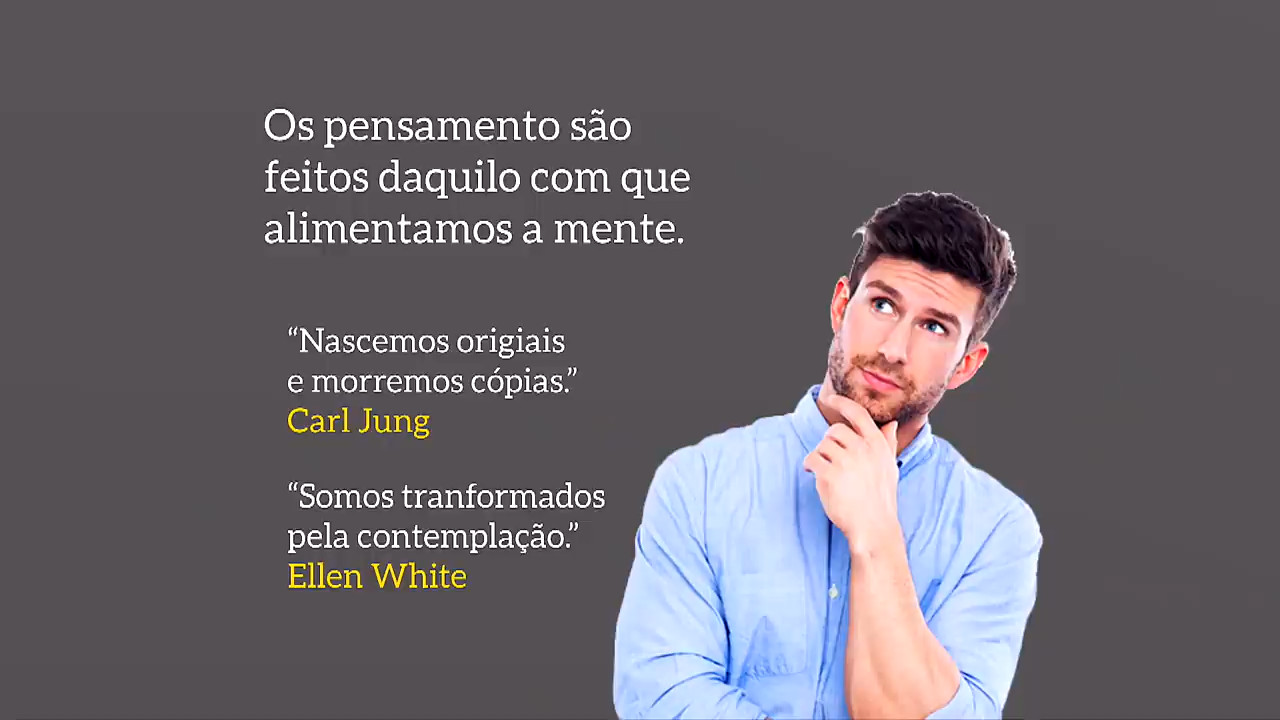 Os pensamento são
feitos daquilo com que
alimentamos a mente.
“Nascemos origiais
e morremos cópias.”
Carl Jung
“Somos tranformados
pela contemplação.”
Ellen White